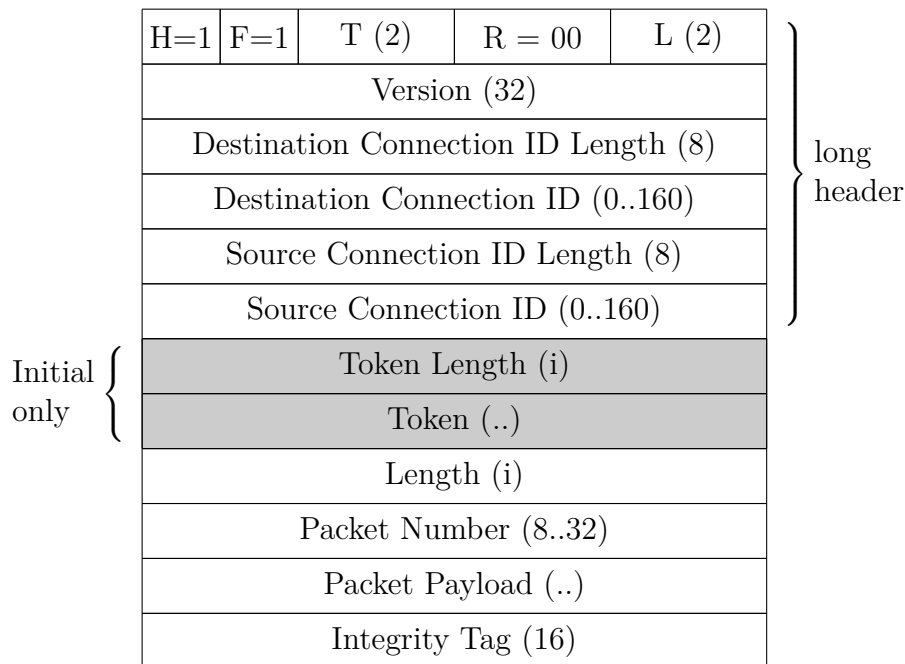 H=1 F=1 T (2) R = 00 L (2)
Version (32)
Destination Connection ID Length (8)
Destination Connection ID (0..160)
Source Connection ID Length (8)
Source Connection ID (0..160)
long
header
Initial
only
Token Length (i)
Token (..)
Length (i)
Packet Number (8..32)
Packet Payload (..)
Integrity Tag (16)